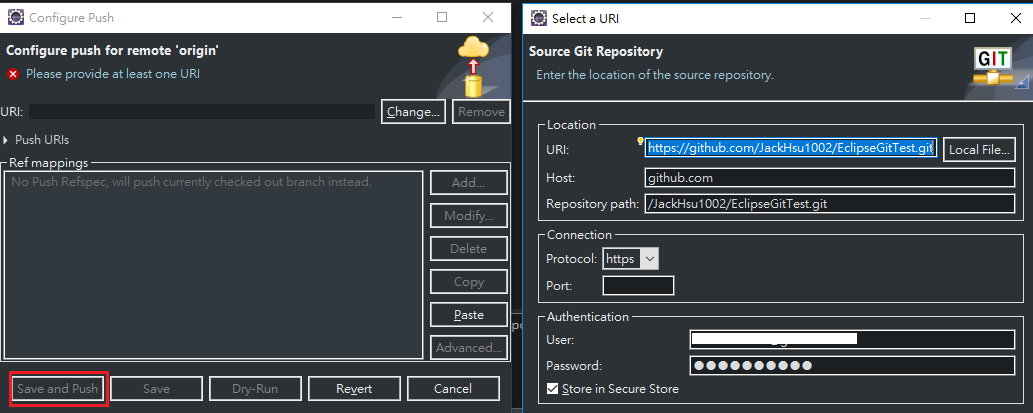 Configure Push
Configure push for remote 'origin'
Please provide at least one URI
URI:
Change...
Remove
Push URIs
Ref mappings
No Push Refspec, will push currently checked out branch instead.
Add...
Modify...
Delete
Copy
Paste
Advanced...
Save and Push
Save
Dry-Run
Revert
Cancel
Select a URI
Source Git Repository
Enter the location of the source repository.
GIT
Location
URI:
https://github.com/JackHsu1002/EclipseGitTest.git
Local File...
Host:
github.com
Repository path:
/JackHsu1002/EclipseGitTest.git
Connection
Protocol:
https
Port:
Authentication
User:
Password:
●●●●●●●●●●
Store in Secure Store